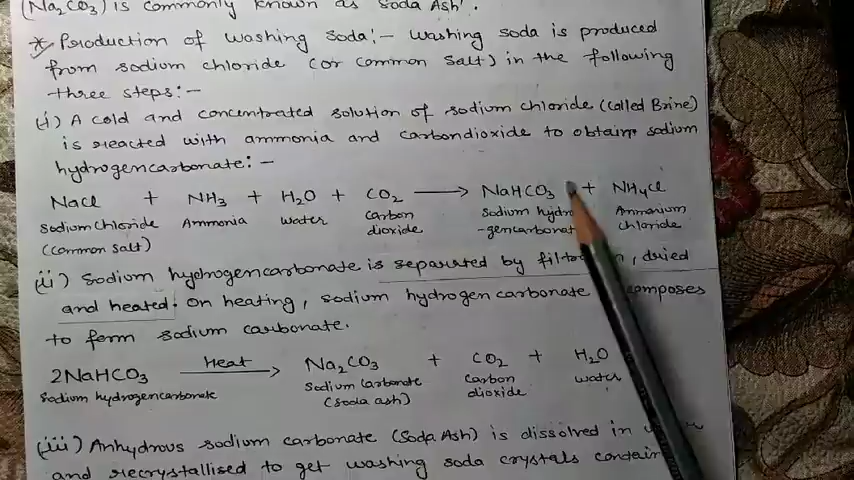 (Na₂CO₃) is commonly known as 'Soda Ash'.
* Production of washing Soda:- washing soda is produced
from sodium chloride (or common salt) in the following
three steps:-
(i) A cold and concentrated solution of sodium chloride (called Brine)
is reacted with ammonia and carbondioxide to obtain sodium
hydrogencarbonate:-
NaCl + NH₃ + H₂O + CO₂ ⟶ NaHCO₃ + NH₄Cl
Sodium chloride Ammonia water carbon dioxide Sodium hydro -gencarbonate Ammonium chloride
(common salt)
(ii) Sodium hydrogencarbonate is separated by, dried
and heated. On heating, sodium hydrogen carbonate
to form sodium carbonate.
2NaHCO₃ Heat ⟶ Na₂CO₃ + CO₂ + H₂O
Sodium hydrogencarbonate Sodium Carbonate (Soda ash) Carbon dioxide water
(iii) Anhydrous sodium carbonate (Soda Ash) is dissolved in
and recrystallised to get washing soda crystals